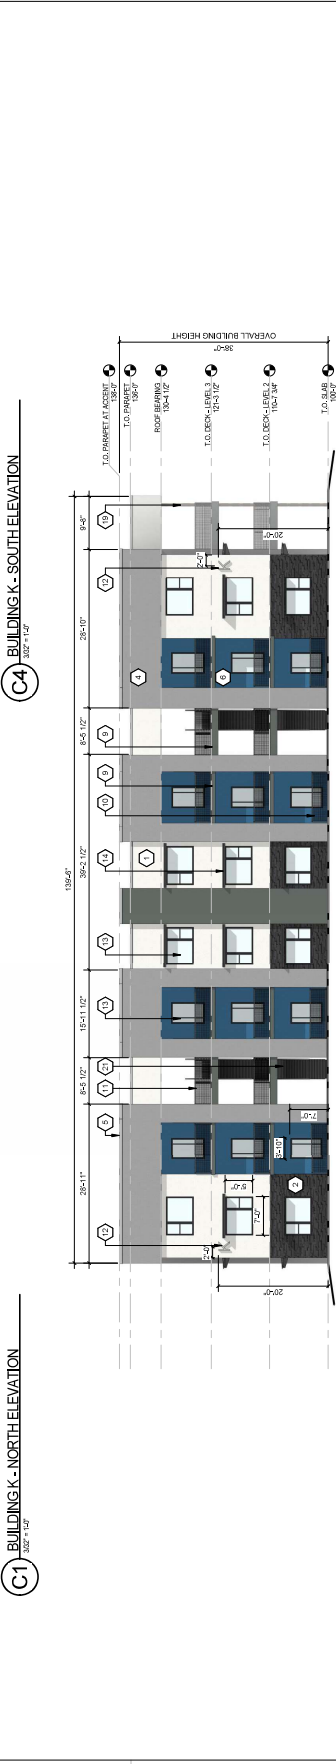 C1
BUILDING K - NORTH ELEVATION
3/32" = 1'-0"
C4
BUILDING K - SOUTH ELEVATION
3/32" = 1'-0"
139'-6"
28'-11"
8'-5 1/2"
15'-11 1/2"
39'-2 1/2"
8'-5 1/2"
28'-10"
9'-8"
12
5
11
21
13
13
14
10
9
9
12
19
1
4
6
2
T.O. PARAPET AT ACCENT
138'-0"
T.O. PARAPET
136'-0"
ROOF BEARING
130'-4 1/2"
T.O. DECK - LEVEL 3
121'-3 1/2"
T.O. DECK - LEVEL 2
110'-7 3/4"
T.O. SLAB
100'-0"
38'-0"
OVERALL BUILDING HEIGHT
K
K
2'-0"
2'-0"
20'-0"
20'-0"
5'-0"
7'-0"
7'-0"